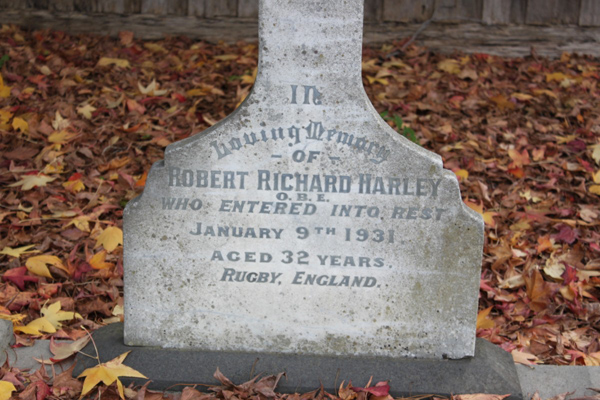 In
Loving Memory
– OF –
ROBERT RICHARD HARLEY
O.B.E.
WHO ENTERED INTO REST
JANUARY 9TH 1931
AGED 32 YEARS.
RUGBY, ENGLAND.